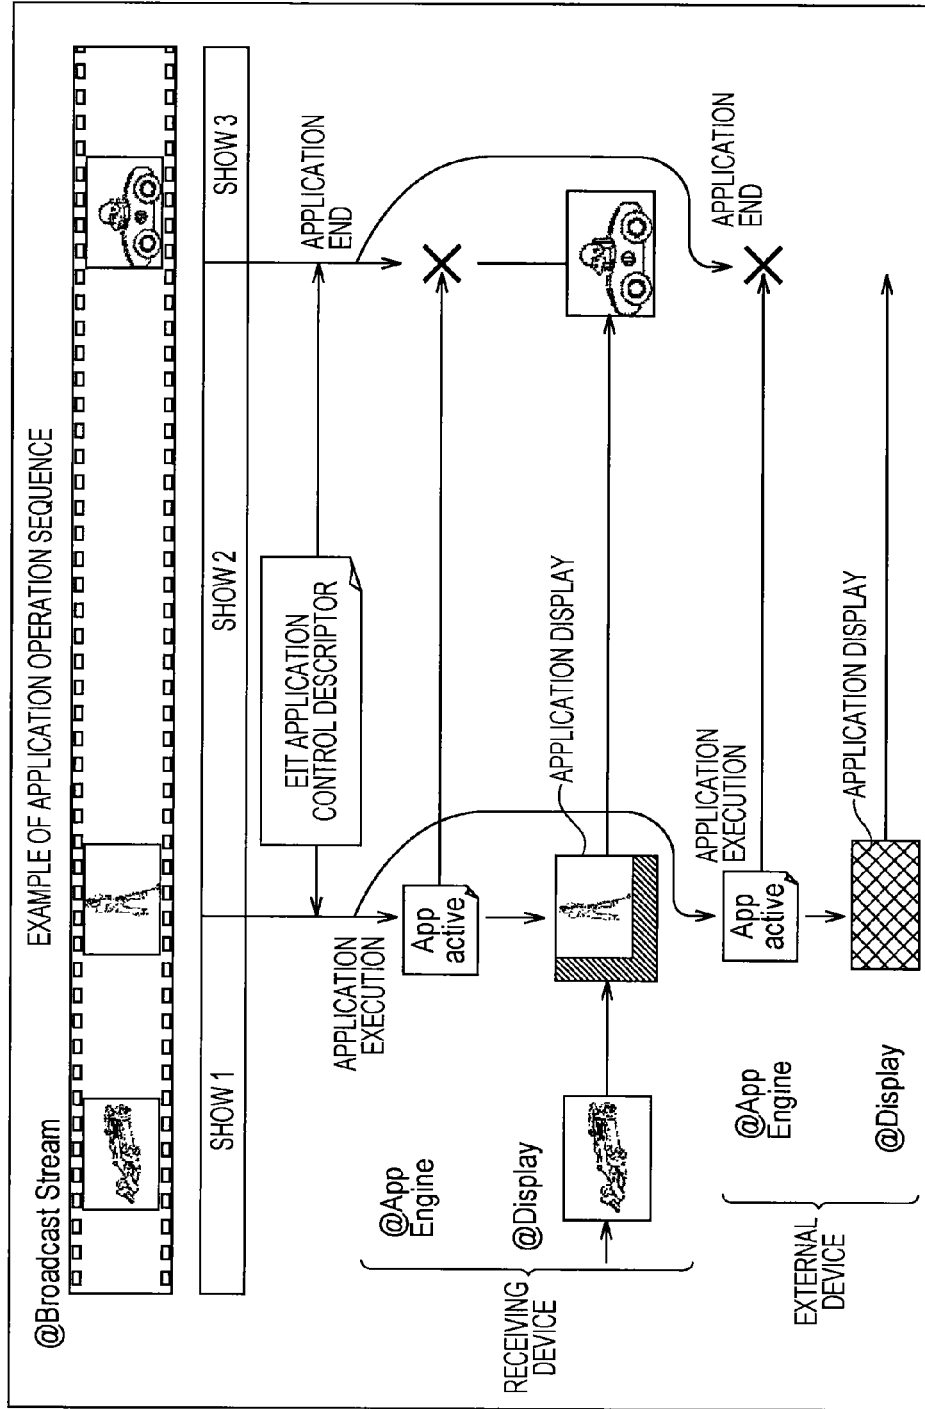 EXAMPLE OF APPLICATION OPERATION SEQUENCE
@Broadcast Stream
SHOW 1
SHOW 2
SHOW 3
EIT APPLICATION
CONTROL DESCRIPTOR
APPLICATION
EXECUTION
APPLICATION
END
RECEIVING
DEVICE
@App
Engine
App
active
@Display
APPLICATION DISPLAY
APPLICATION
EXECUTION
APPLICATION
END
EXTERNAL
DEVICE
@App
Engine
App
active
@Display
APPLICATION DISPLAY